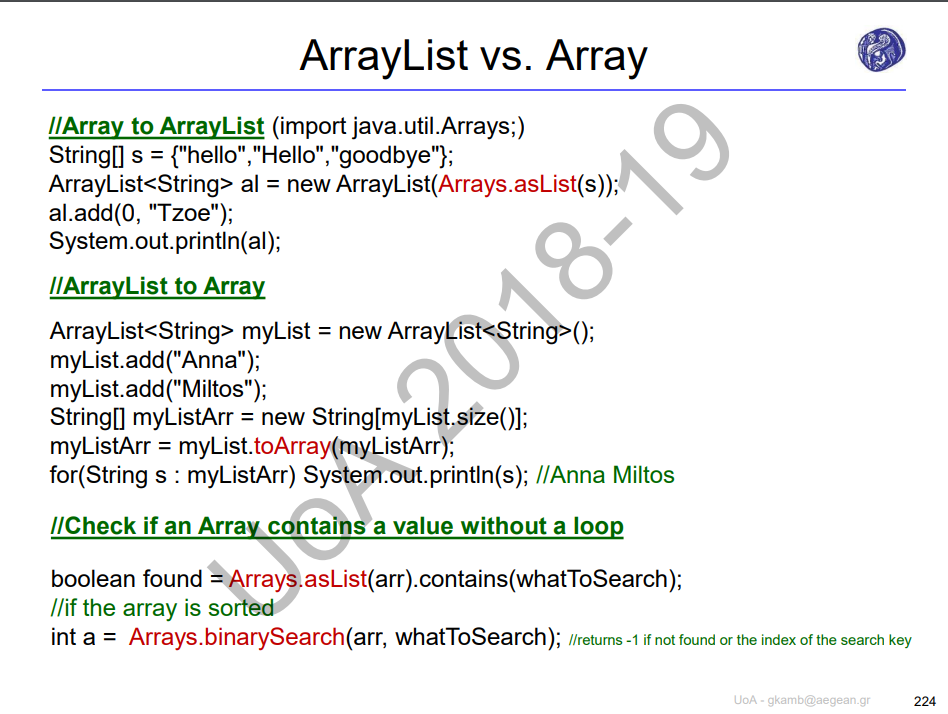 ArrayList vs. Array
//Array to ArrayList (import java.util.Arrays;)
String[] s = {"hello","Hello","goodbye"};
ArrayList<String> al = new ArrayList(Arrays.asList(s));
al.add(0, "Tzoe");
System.out.println(al);
//ArrayList to Array
ArrayList<String> myList = new ArrayList<String>();
myList.add("Anna");
myList.add("Miltos");
String[] myListArr = new String[myList.size()];
myListArr = myList.toArray(myListArr);
for(String s : myListArr) System.out.println(s); //Anna Miltos
//Check if an Array contains a value without a loop
boolean found = Arrays.asList(arr).contains(whatToSearch);
//if the array is sorted
int a = Arrays.binarySearch(arr, whatToSearch); //returns -1 if not found or the index of the search key
UoA 2018-19
UoA - gkamb@aegean.gr
224